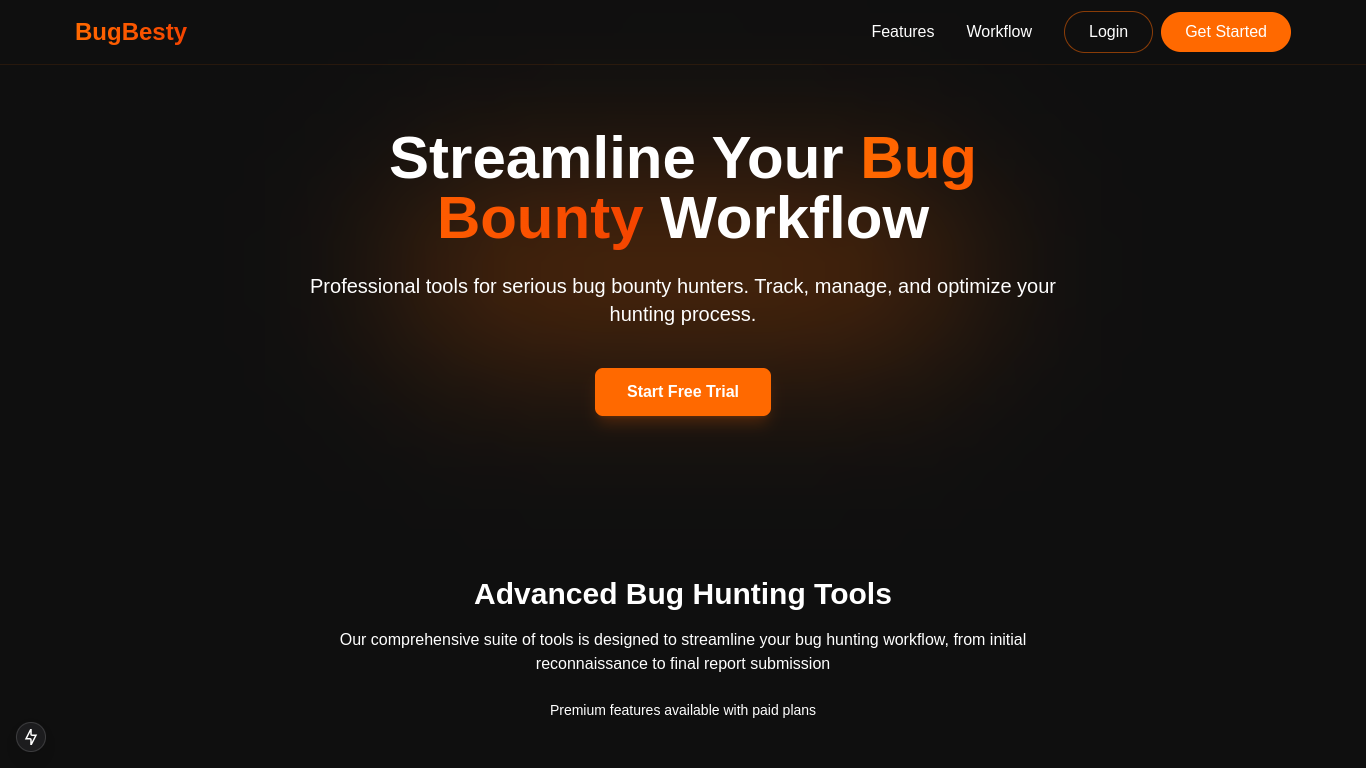 BugBesty
Features
Workflow
Login
Get Started
Streamline Your Bug
Bounty Workflow
Professional tools for serious bug bounty hunters. Track, manage, and optimize your
hunting process.
Start Free Trial
Advanced Bug Hunting Tools
Our comprehensive suite of tools is designed to streamline your bug hunting workflow, from initial
reconnaissance to final report submission
Premium features available with paid plans